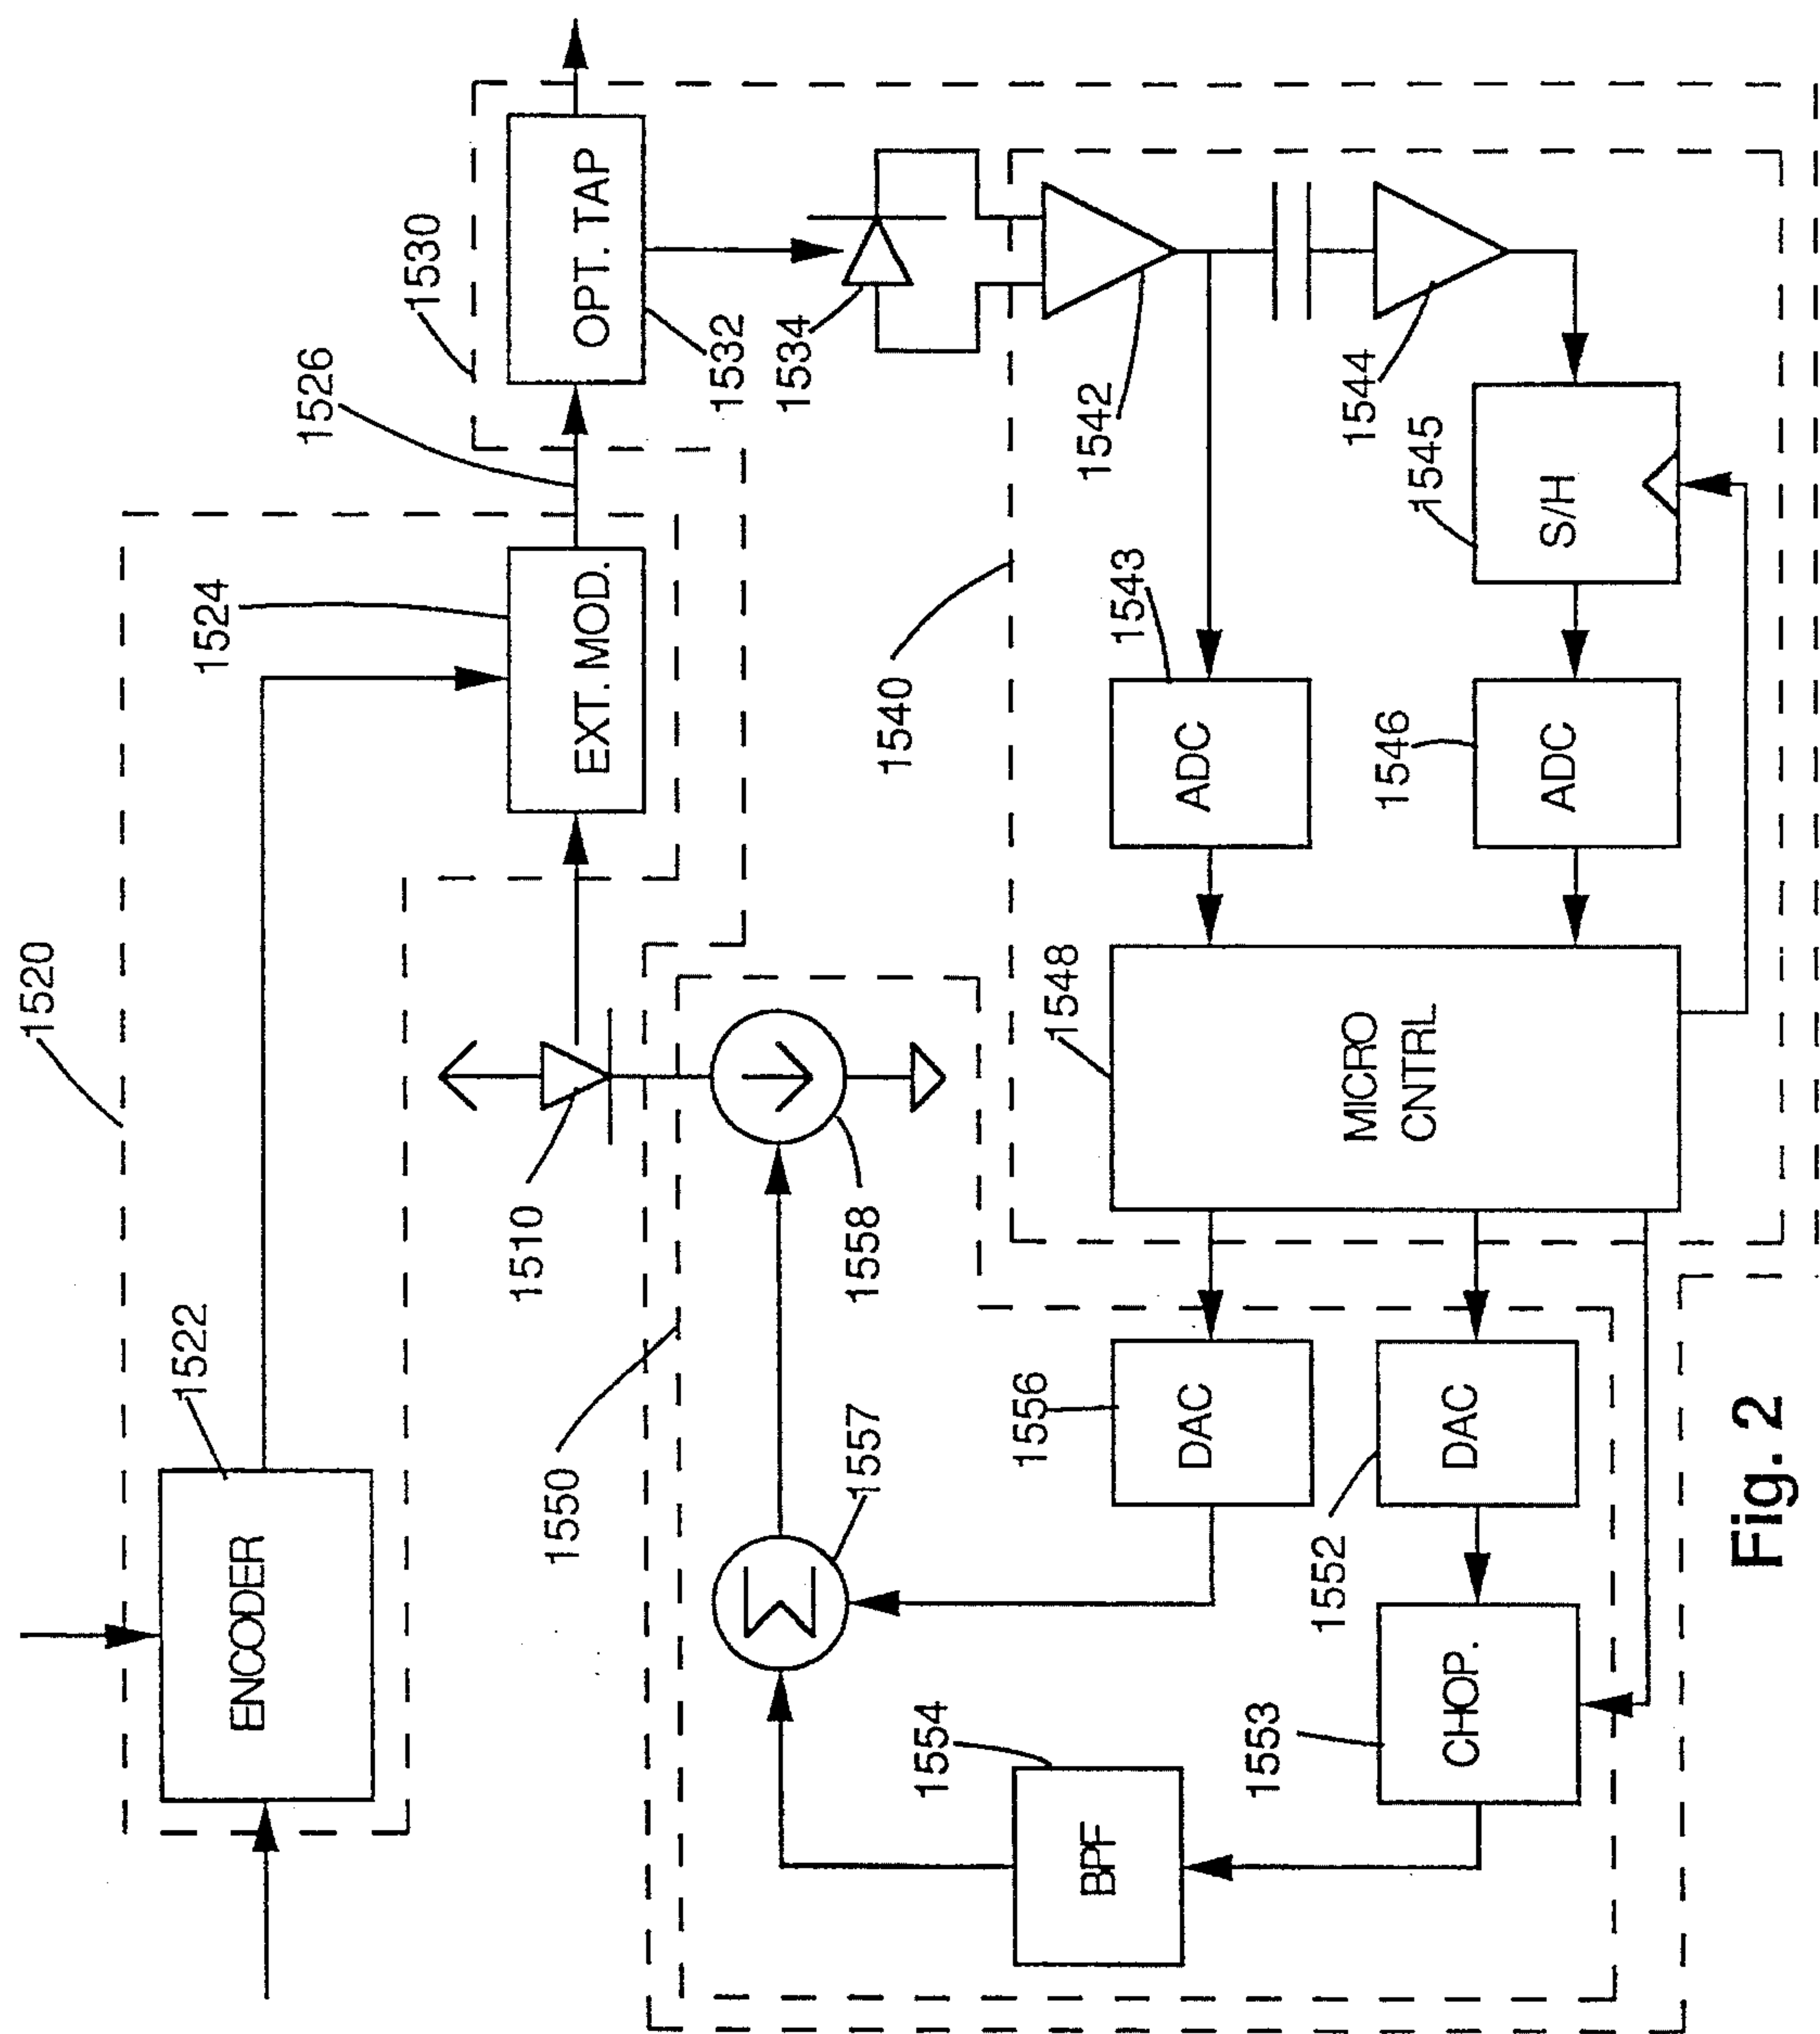 1520
1522
ENCODER
1524
EXT. MOD.
1526
1530
OPT. TAP
1532
1534
1510
1540
1542
1543
ADC
1544
1545
S/H
1546
ADC
1548
MICRO
CNTRL
1550
1558
1557
Σ
1556
DAC
1552
DAC
1553
CHOP.
1554
BPF
Fig. 2